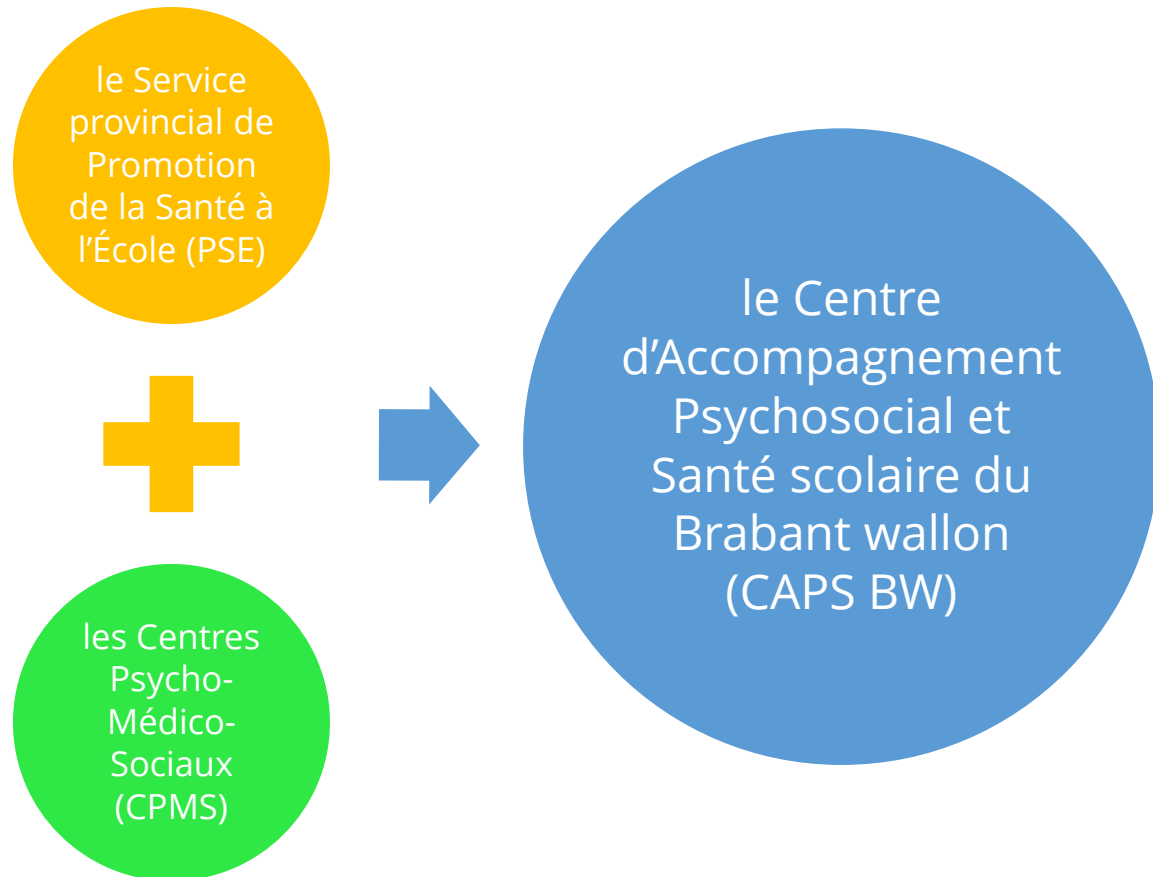 le Service
provincial de
Promotion
de la Santé à
l'École (PSE)
les Centres
Psycho-
Médico-
Sociaux
(CPMS)
le Centre
d'Accompagnement
Psychosocial et
Santé scolaire du
Brabant wallon
(CAPS BW)